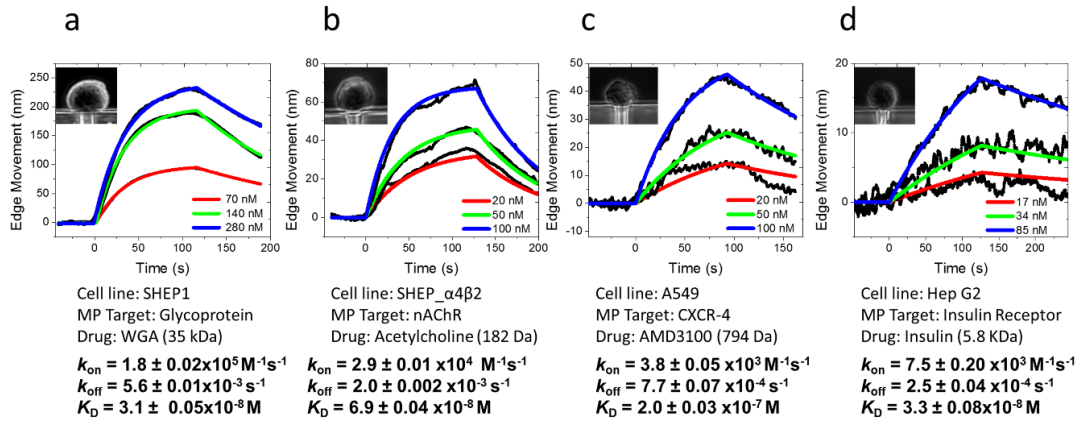 a
250
200
150
100
50
0
Edge Movement (nm)
0 50 100 150 200
Time (s)
70 nM
140 nM
280 nM
Cell line: SHEP1
MP Target: Glycoprotein
Drug: WGA (35 kDa)
kon = 1.8 ± 0.02x10⁵ M⁻¹s⁻¹
koff = 5.6 ± 0.01x10⁻³ s⁻¹
KD = 3.1 ± 0.05x10⁻⁸ M
b
80
60
40
20
0
Edge Movement (nm)
0 50 100 150 200
Time (s)
20 nM
50 nM
100 nM
Cell line: SHEP_α4β2
MP Target: nAChR
Drug: Acetylcholine (182 Da)
kon = 2.9 ± 0.01 x10⁴ M⁻¹s⁻¹
koff = 2.0 ± 0.002 x10⁻³ s⁻¹
KD = 6.9 ± 0.04 x10⁻⁸ M
c
50
40
30
20
10
0
-10
Edge Movement (nm)
0 50 100 150
Time (s)
20 nM
50 nM
100 nM
Cell line: A549
MP Target: CXCR-4
Drug: AMD3100 (794 Da)
kon = 3.8 ± 0.05 x10³ M⁻¹s⁻¹
koff = 7.7 ± 0.07 x10⁻⁴ s⁻¹
KD = 2.0 ± 0.03 x10⁻⁷ M
d
20
10
0
Edge Movement (nm)
0 100 200
Time (s)
17 nM
34 nM
85 nM
Cell line: Hep G2
MP Target: Insulin Receptor
Drug: Insulin (5.8 KDa)
kon = 7.5 ± 0.20 x10³ M⁻¹s⁻¹
koff = 2.5 ± 0.04 x10⁻⁴ s⁻¹
KD = 3.3 ± 0.08x10⁻⁸ M